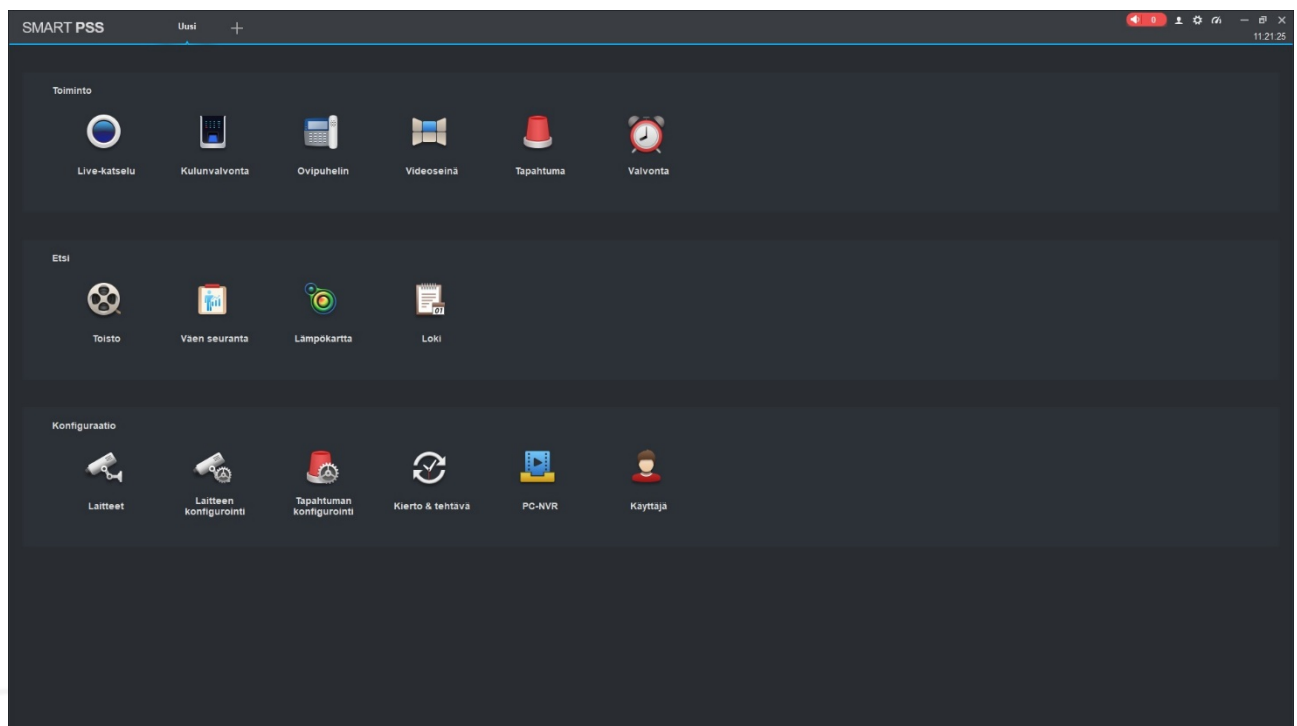 SMART PSS
Uusi
0
11:21:25
Toiminto
Live-katselu
Kulunvalvonta
Ovipuhelin
Videoseinä
Tapahtuma
Valvonta
Etsi
Toisto
Väen seuranta
Lämpökartta
Loki
01
Konfiguraatio
Laitteet
Laitteen
konfigurointi
Tapahtuman
konfigurointi
Kierto & tehtävä
PC-NVR
Käyttäjä